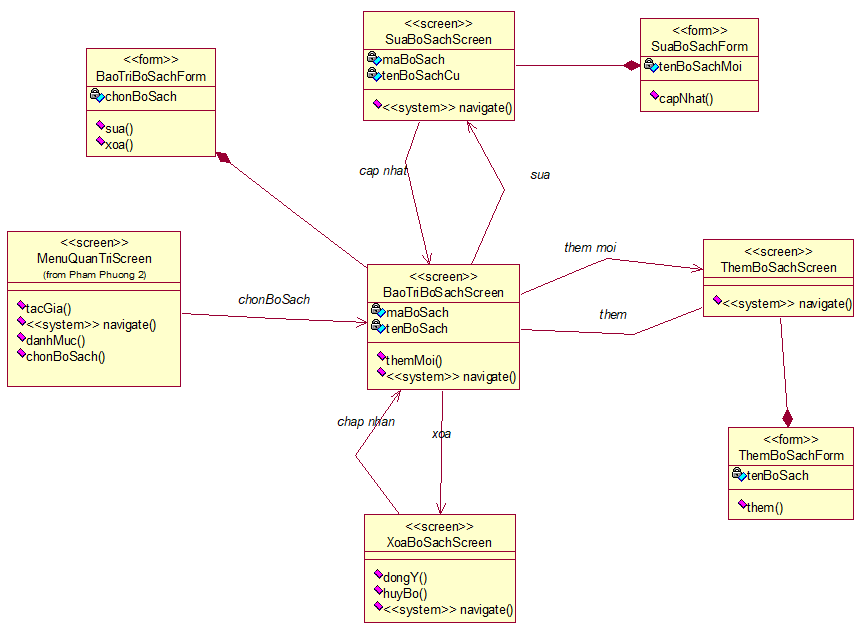 <<screen>>
SuaBoSachScreen
maBoSach
tenBoSachCu
<<system>> navigate()
<<form>>
SuaBoSachForm
tenBoSachMoi
capNhat()
<<form>>
BaoTriBoSachForm
chonBoSach
sua()
xoa()
cap nhat
sua
<<screen>>
MenuQuanTriScreen
(from Pham Phuong 2)
tacGia()
<<system>> navigate()
danhMuc()
chonBoSach()
chonBoSach
<<screen>>
BaoTriBoSachScreen
maBoSach
tenBoSach
themMoi()
<<system>> navigate()
them moi
them
<<screen>>
ThemBoSachScreen
<<system>> navigate()
chap nhan
xoa
<<form>>
ThemBoSachForm
tenBoSach
them()
<<screen>>
XoaBoSachScreen
dongY()
huyBo()
<<system>> navigate()